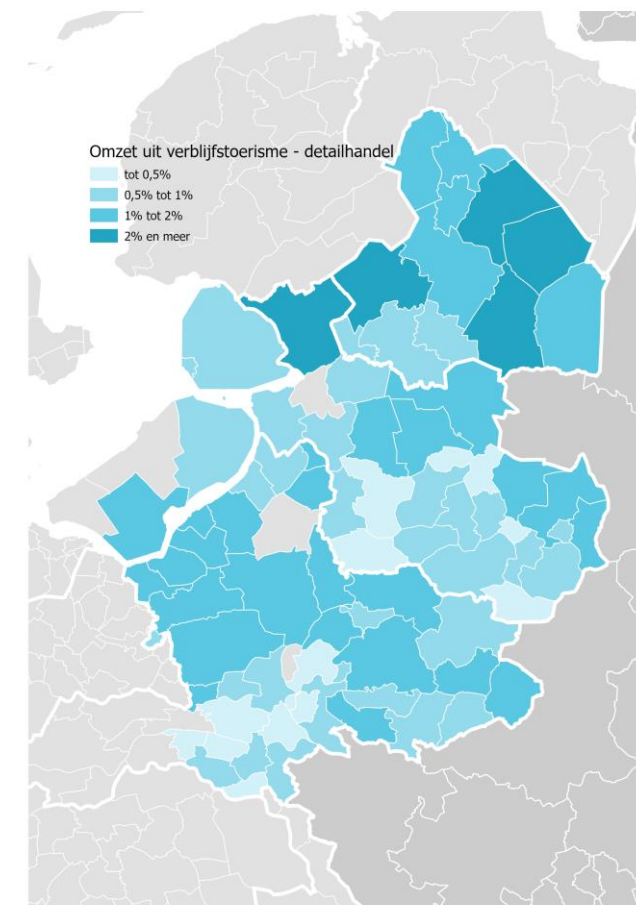 Omzet uit verblijfstoerisme - detailhandel
tot 0,5%
0,5% tot 1%
1% tot 2%
2% en meer